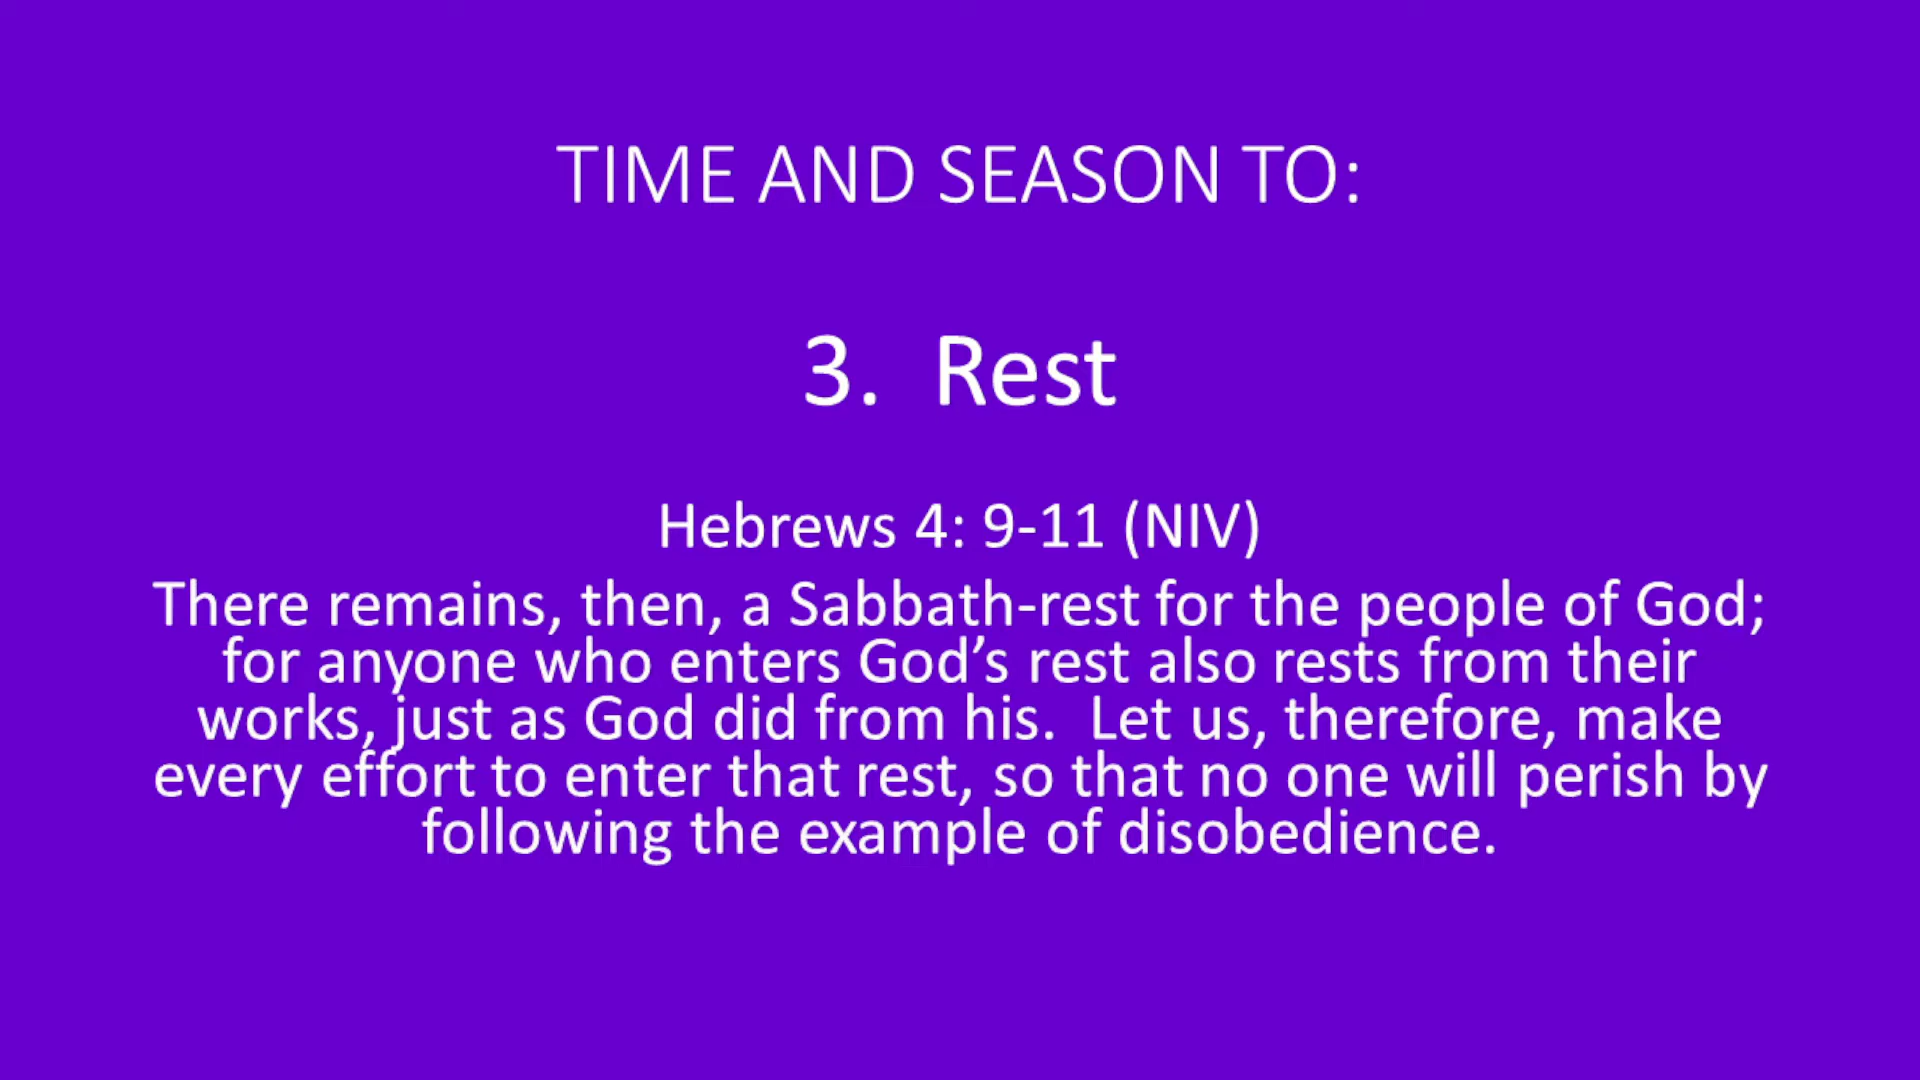 TIME AND SEASON TO:
3.  Rest
Hebrews 4: 9-11 (NIV)
There remains, then, a Sabbath-rest for the people of God;
for anyone who enters God’s rest also rests from their
works, just as God did from his.  Let us, therefore, make
every effort to enter that rest, so that no one will perish by
following the example of disobedience.